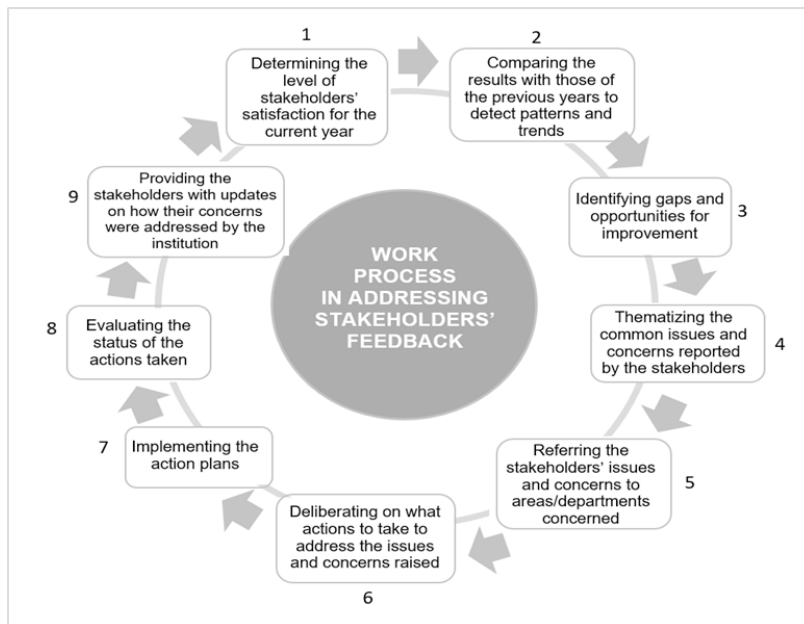 1
Determining the
level of
stakeholders'
satisfaction for the
current year
2
Comparing the
results with those of
the previous years to
detect patterns and
trends
3
Identifying gaps and
opportunities for
improvement
4
Thematizing the
common issues and
concerns reported
by the stakeholders
5
Referring the
stakeholders' issues
and concerns to
areas/departments
concerned
6
Deliberating on what
actions to take to
address the issues
and concerns raised
7
Implementing the
action plans
8
Evaluating the
status of the
actions taken
9
Providing the
stakeholders with updates
on how their concerns
were addressed by the
institution
WORK
PROCESS
IN ADDRESSING
STAKEHOLDERS'
FEEDBACK